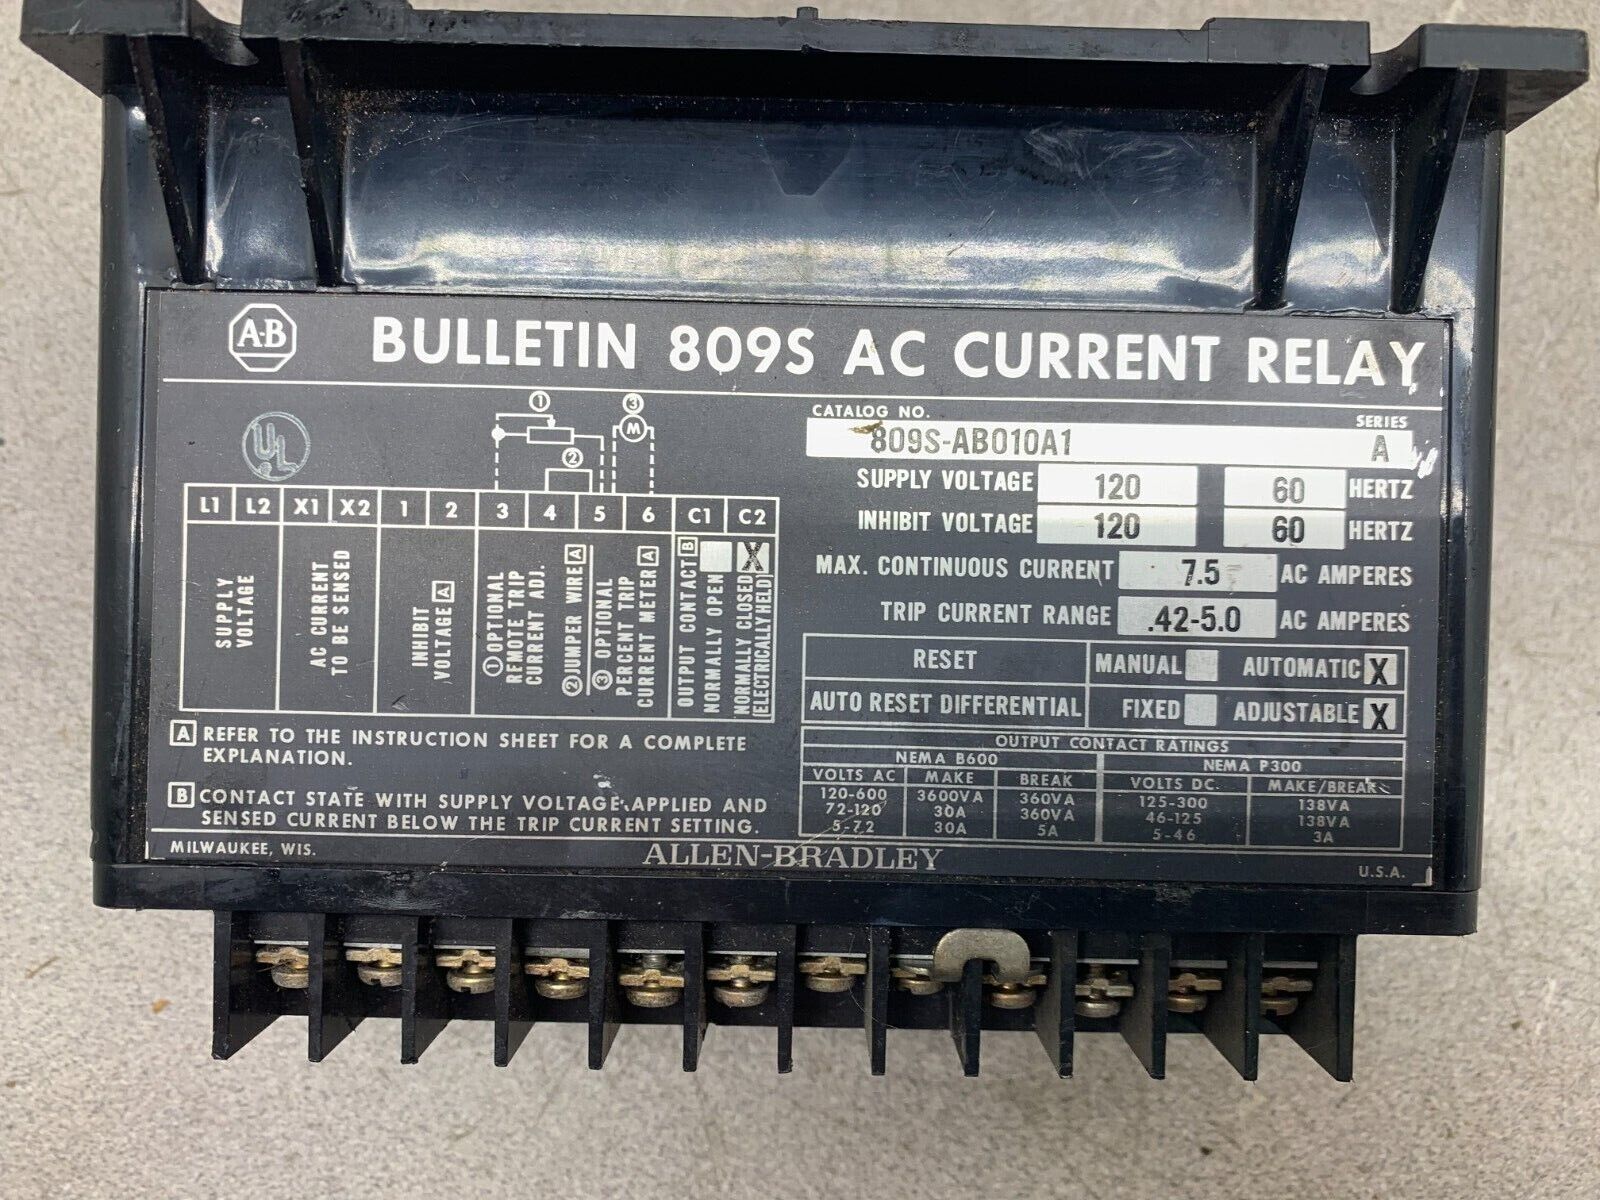 A-B
BULLETIN 809S AC CURRENT RELAY
UL
1
3
M
2
L1 L2 X1 X2 1 2 3 4 5 6 C1 C2
SUPPLY VOLTAGE
AC CURRENT TO BE SENSED
INHIBIT VOLTAGE A
1 OPTIONAL REMOTE TRIP CURRENT ADJ.
2 JUMPER WIRE A
3 OPTIONAL PERCENT TRIP CURRENT METER A
OUTPUT CONTACT B
NORMALLY OPEN
X
NORMALLY CLOSED (ELECTRICALLY HELD)
A REFER TO THE INSTRUCTION SHEET FOR A COMPLETE
EXPLANATION.
B CONTACT STATE WITH SUPPLY VOLTAGE APPLIED AND
SENSED CURRENT BELOW THE TRIP CURRENT SETTING.
CATALOG NO. SERIES
809S-AB010A1 A
SUPPLY VOLTAGE 120 60 HERTZ
INHIBIT VOLTAGE 120 60 HERTZ
MAX. CONTINUOUS CURRENT 7.5 AC AMPERES
TRIP CURRENT RANGE .42-5.0 AC AMPERES
RESET MANUAL AUTOMATIC X
AUTO RESET DIFFERENTIAL FIXED ADJUSTABLE X
OUTPUT CONTACT RATINGS
NEMA B600 NEMA P300
VOLTS AC MAKE BREAK VOLTS DC. MAKE/BREAK
120-600 3600VA 360VA 125-300 138VA
72-120 30A 360VA 46-125 138VA
5-72 30A 5A 5-46 3A
MILWAUKEE, WIS. ALLEN-BRADLEY U.S.A.